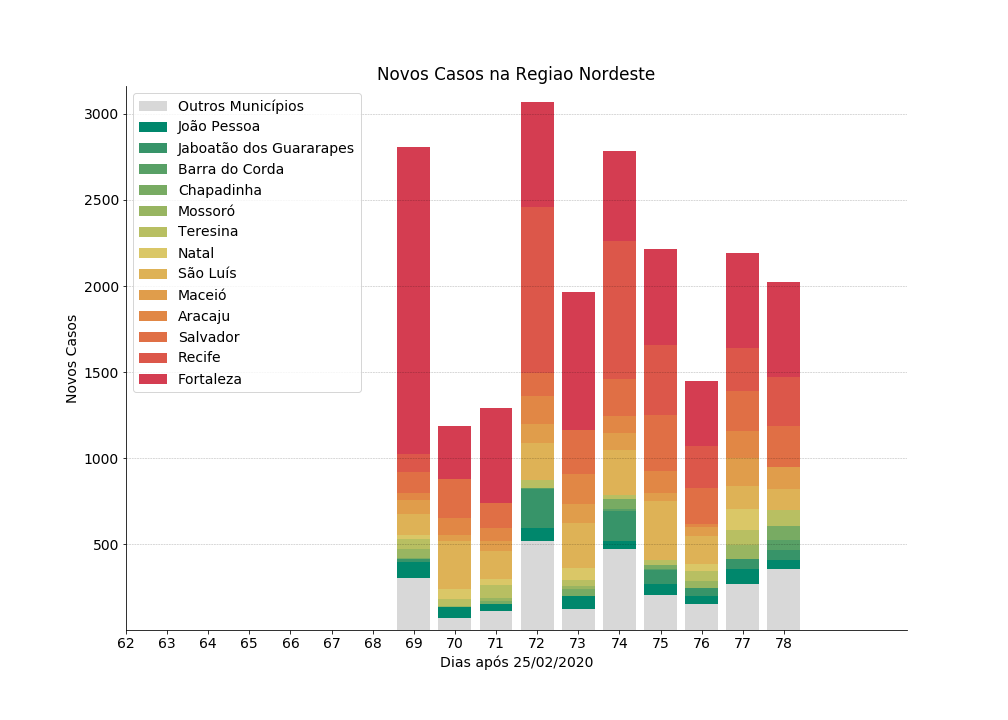 Novos Casos na Regiao Nordeste
Outros Municípios
João Pessoa
Jaboatão dos Guararapes
Barra do Corda
Chapadinha
Mossoró
Teresina
Natal
São Luís
Maceió
Aracaju
Salvador
Recife
Fortaleza
Novos Casos
3000
2500
2000
1500
1000
500
62 63 64 65 66 67 68 69 70 71 72 73 74 75 76 77 78
Dias após 25/02/2020